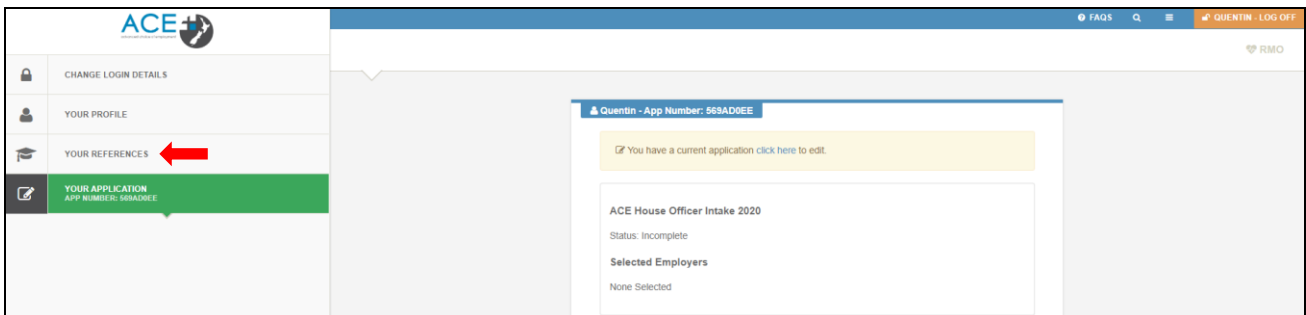 ACE
FAQS
QUENTIN - LOG OFF
RMO
CHANGE LOGIN DETAILS
YOUR PROFILE
YOUR REFERENCES
YOUR APPLICATION
APP NUMBER: 569AD0EE
Quentin - App Number: 569AD0EE
You have a current application click here to edit.
ACE House Officer Intake 2020
Status: Incomplete
Selected Employers
None Selected